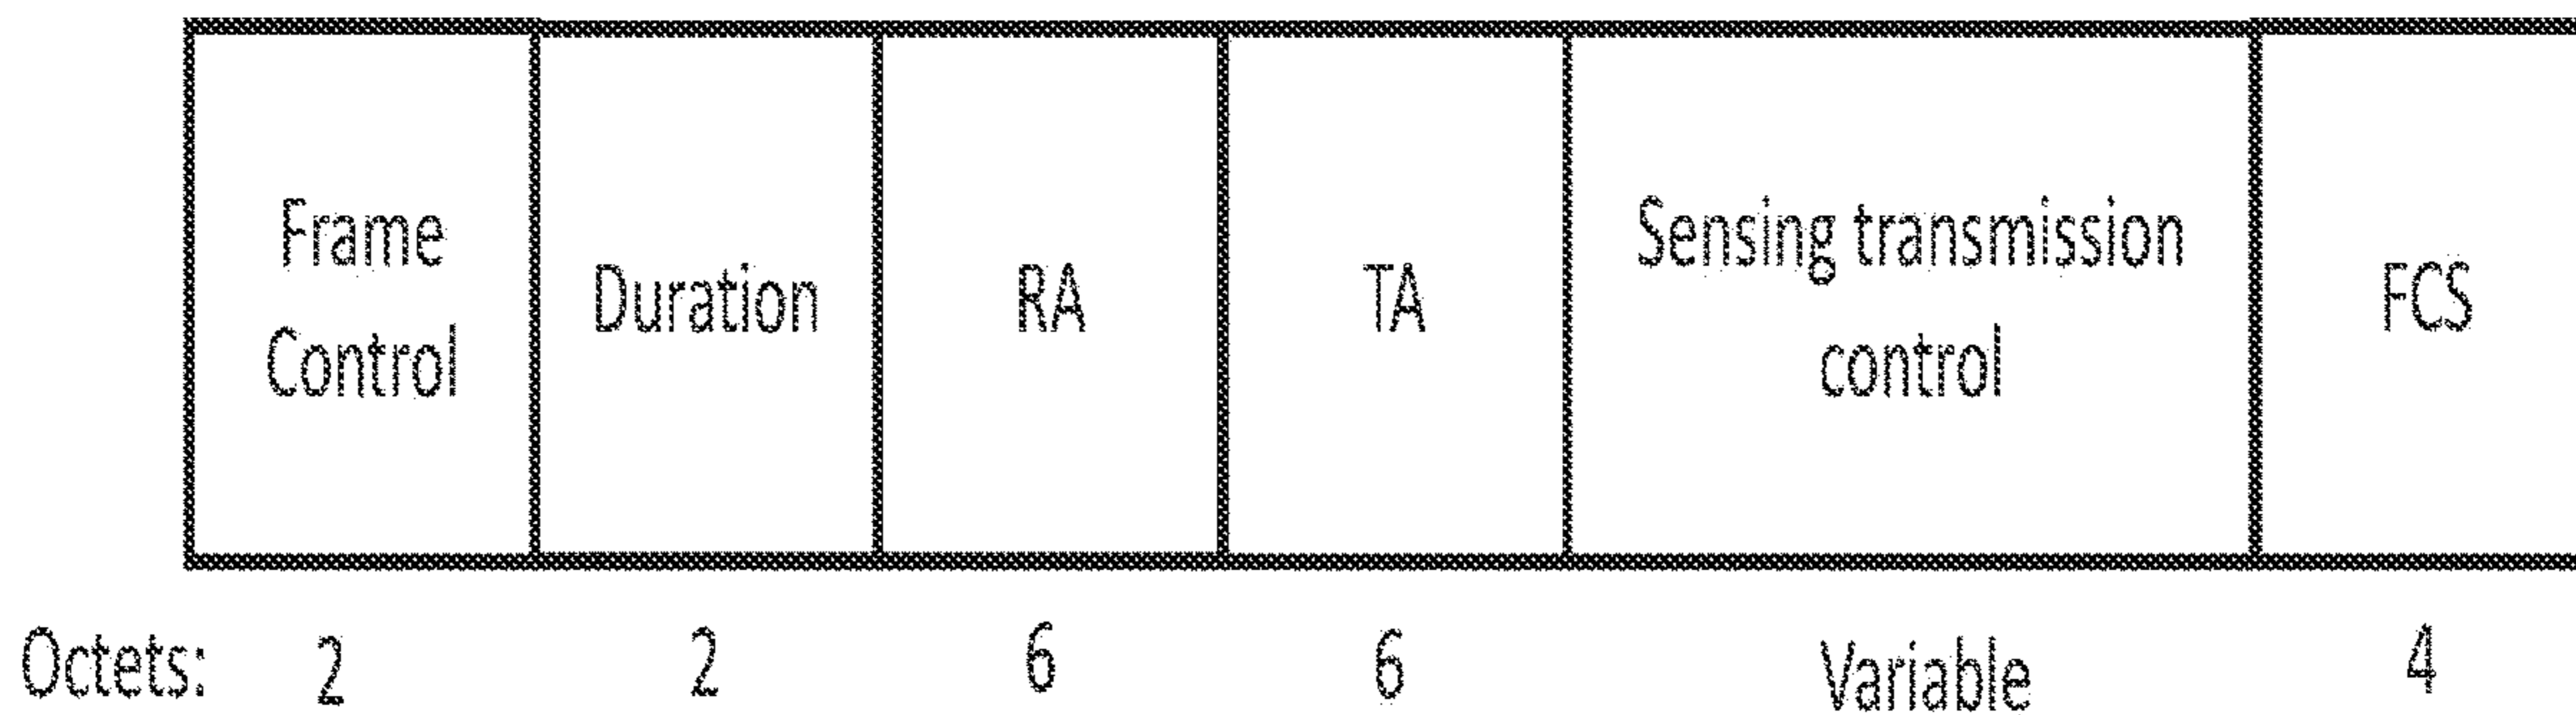 Frame
Control
Duration
RA
TA
Sensing transmission
control
FCS
Octets: 2 2 6 6 Variable 4